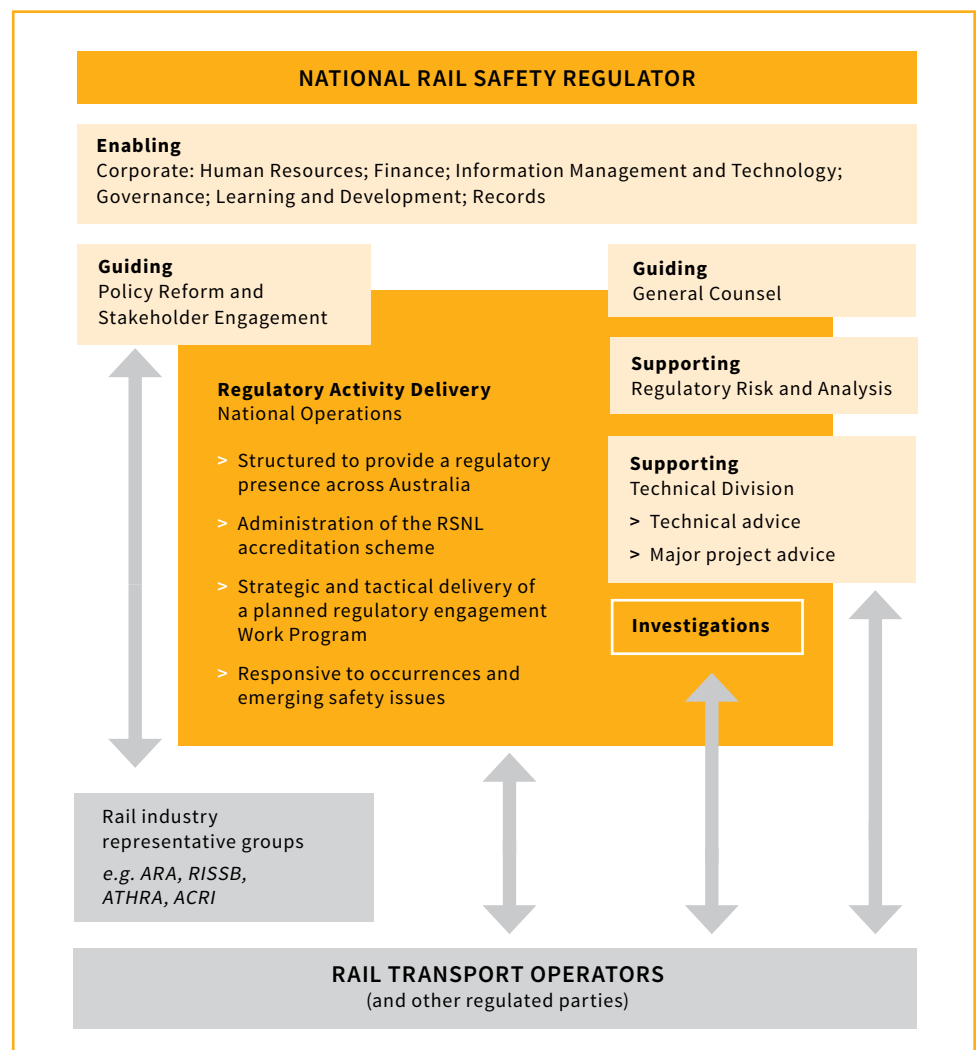 NATIONAL RAIL SAFETY REGULATOR
Enabling
Corporate: Human Resources; Finance; Information Management and Technology;
Governance; Learning and Development; Records
Guiding
Policy Reform and
Stakeholder Engagement
Guiding
General Counsel
Regulatory Activity Delivery
National Operations
> Structured to provide a regulatory
presence across Australia
> Administration of the RSNL
accreditation scheme
> Strategic and tactical delivery of
a planned regulatory engagement
Work Program
> Responsive to occurrences and
emerging safety issues
Supporting
Regulatory Risk and Analysis
Supporting
Technical Division
> Technical advice
> Major project advice
Investigations
Rail industry
representative groups
e.g. ARA, RISSB,
ATHRA, ACRI
RAIL TRANSPORT OPERATORS
(and other regulated parties)